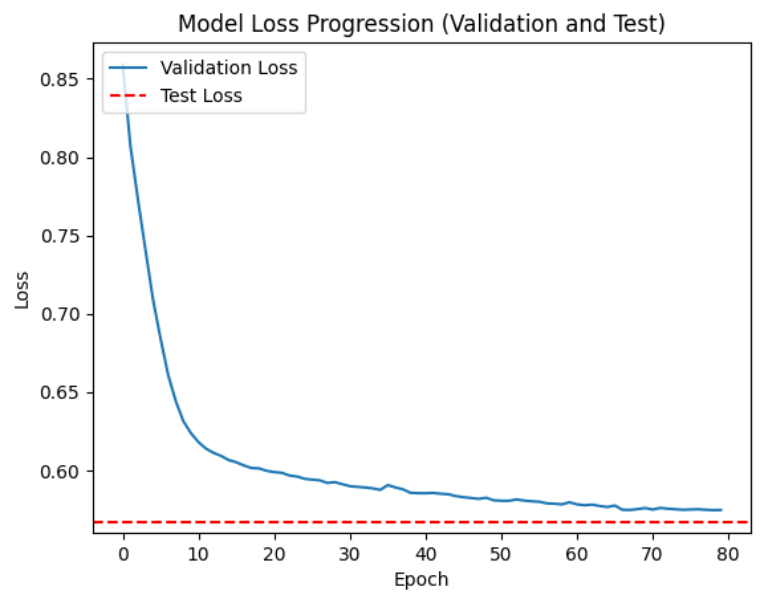 Model Loss Progression (Validation and Test)
Validation Loss
Test Loss
0.85
0.80
0.75
0.70
0.65
0.60
Loss
0 10 20 30 40 50 60 70 80
Epoch